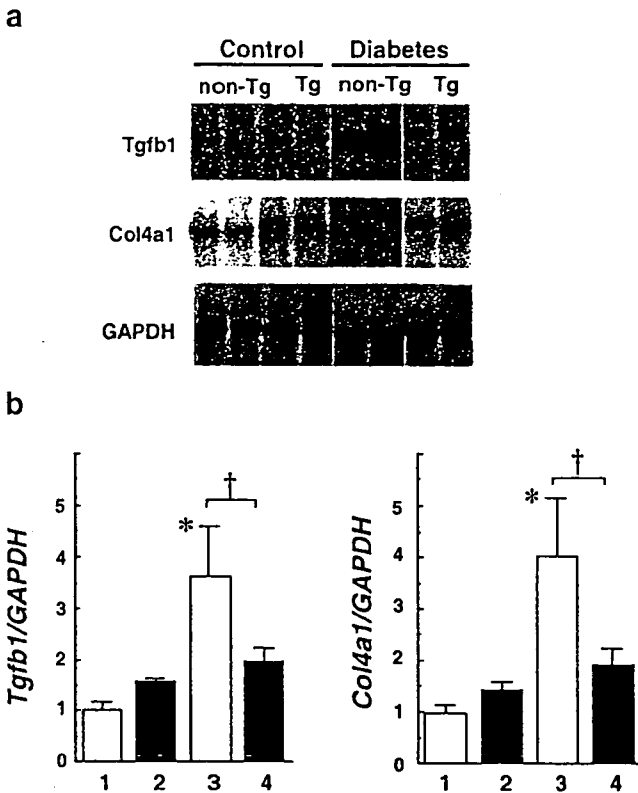 a
Control Diabetes
non-Tg Tg non-Tg Tg
Tgfb1
Col4a1
GAPDH
b
Tgfb1/GAPDH
5
4
3
2
1
0
* †
1 2 3 4
Col4a1/GAPDH
5
4
3
2
1
0
* †
1 2 3 4